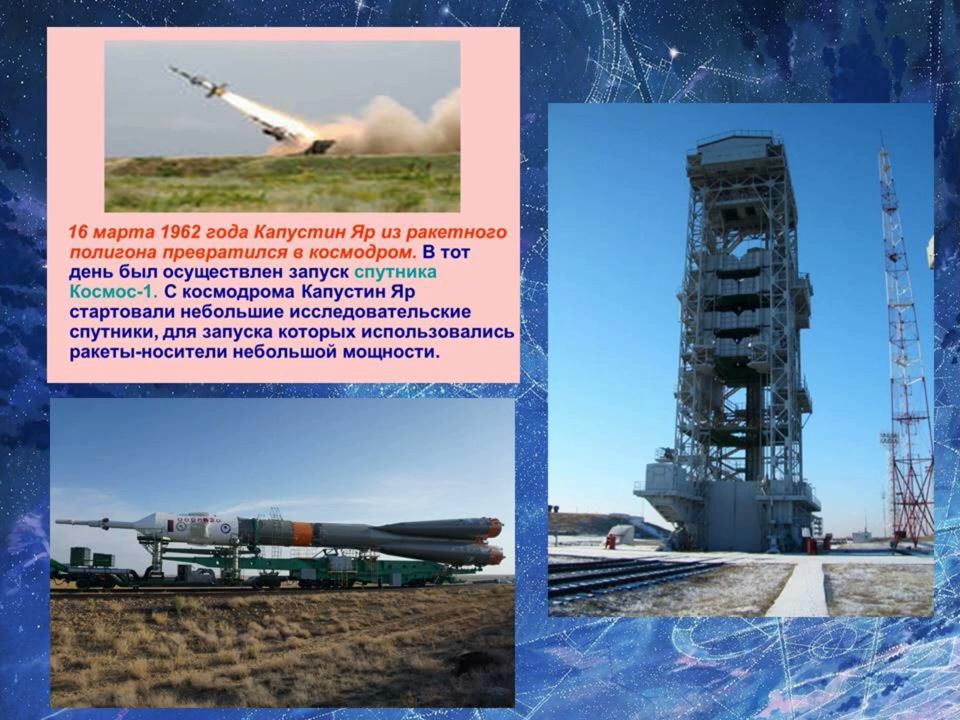 16 марта 1962 года Капустин Яр из ракетного
полигона превратился в космодром. В тот
день был осуществлен запуск спутника
Космос-1. С космодрома Капустин Яр
стартовали небольшие исследовательские
спутники, для запуска которых использовались
ракеты-носители небольшой мощности.